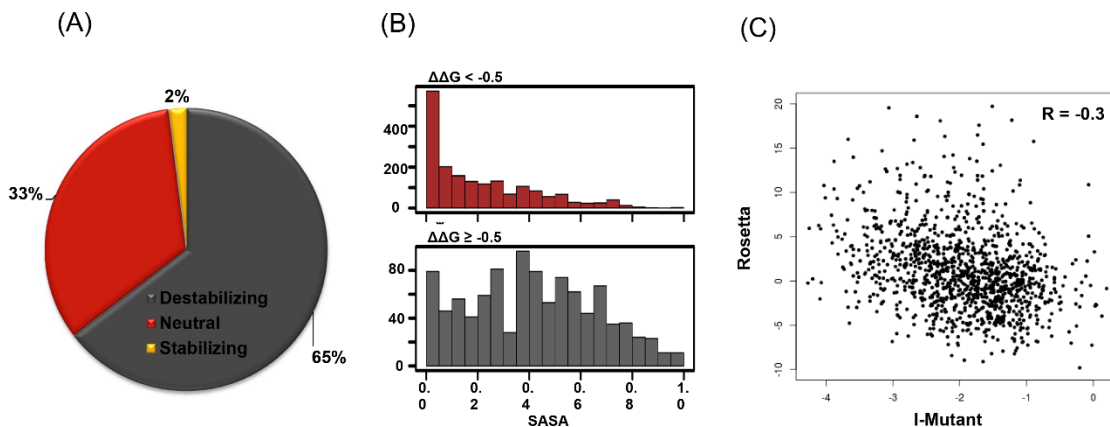 (A)
2%
33%
65%
Destabilizing
Neutral
Stabilizing
(B)
ΔΔG < -0.5
400
200
0
ΔΔG ≥ -0.5
80
40
0
0. 0. 0. 0. 0. 1.
0 2 4 6 8 0
SASA
(C)
R = -0.3
Rosetta
20
15
10
5
0
-5
-10
-4 -3 -2 -1 0
I-Mutant